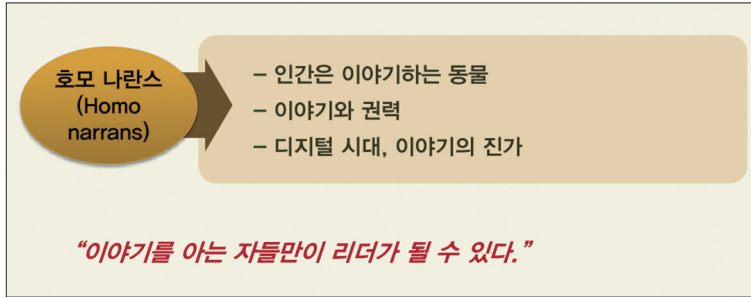 호모 나란스
(Homo
narrans)
– 인간은 이야기하는 동물
– 이야기와 권력
– 디지털 시대, 이야기의 진가
“이야기를 아는 자들만이 리더가 될 수 있다.”